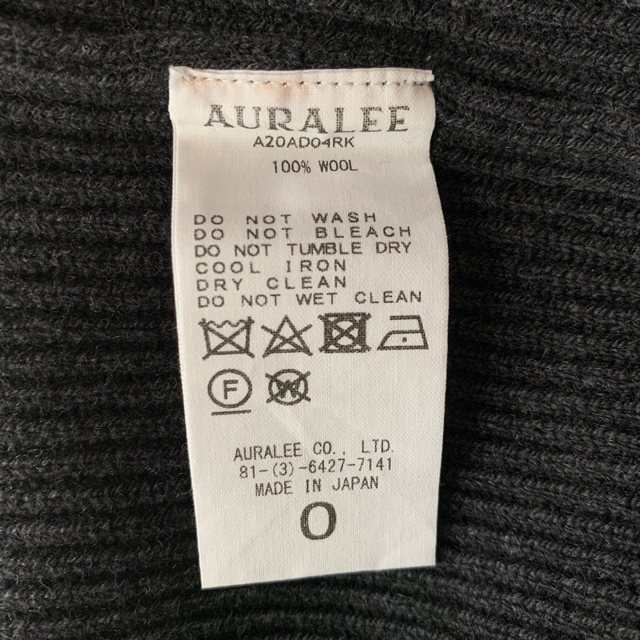 AURALEE
A20AD04RK
100% WOOL
DO NOT WASH
DO NOT BLEACH
DO NOT TUMBLE DRY
COOL IRON
DRY CLEAN
DO NOT WET CLEAN
F W
AURALEE CO., LTD.
81-(3)-6427-7141
MADE IN JAPAN
0